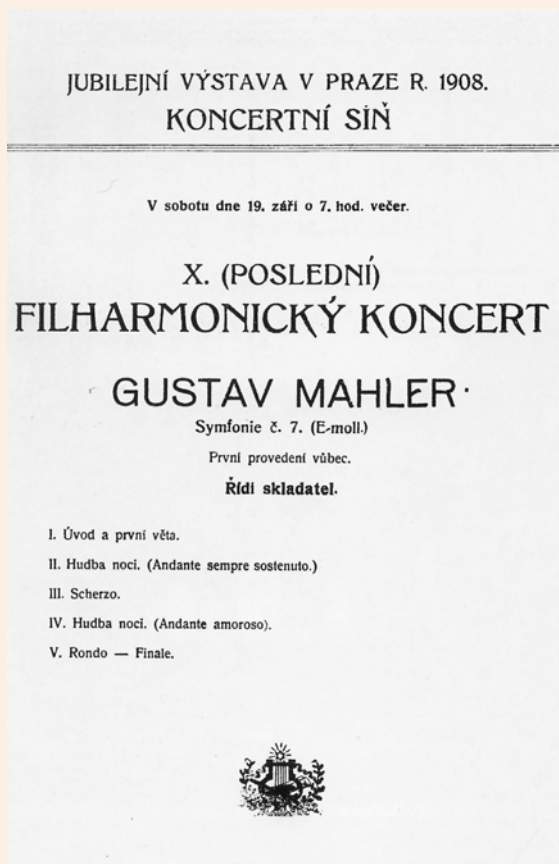 JUBILEJNÍ VÝSTAVA V PRAZE R. 1908.
KONCERTNÍ SÍŇ
V sobotu dne 19. září o 7. hod. večer.
X. (POSLEDNÍ)
FILHARMONICKÝ KONCERT
GUSTAV MAHLER·
Symfonie č. 7. (E-moll.)
První provedení vůbec.
Řídí skladatel.
I. Úvod a první věta.
II. Hudba noci. (Andante sempre sostenuto.)
III. Scherzo.
IV. Hudba noci. (Andante amoroso).
V. Rondo — Finale.